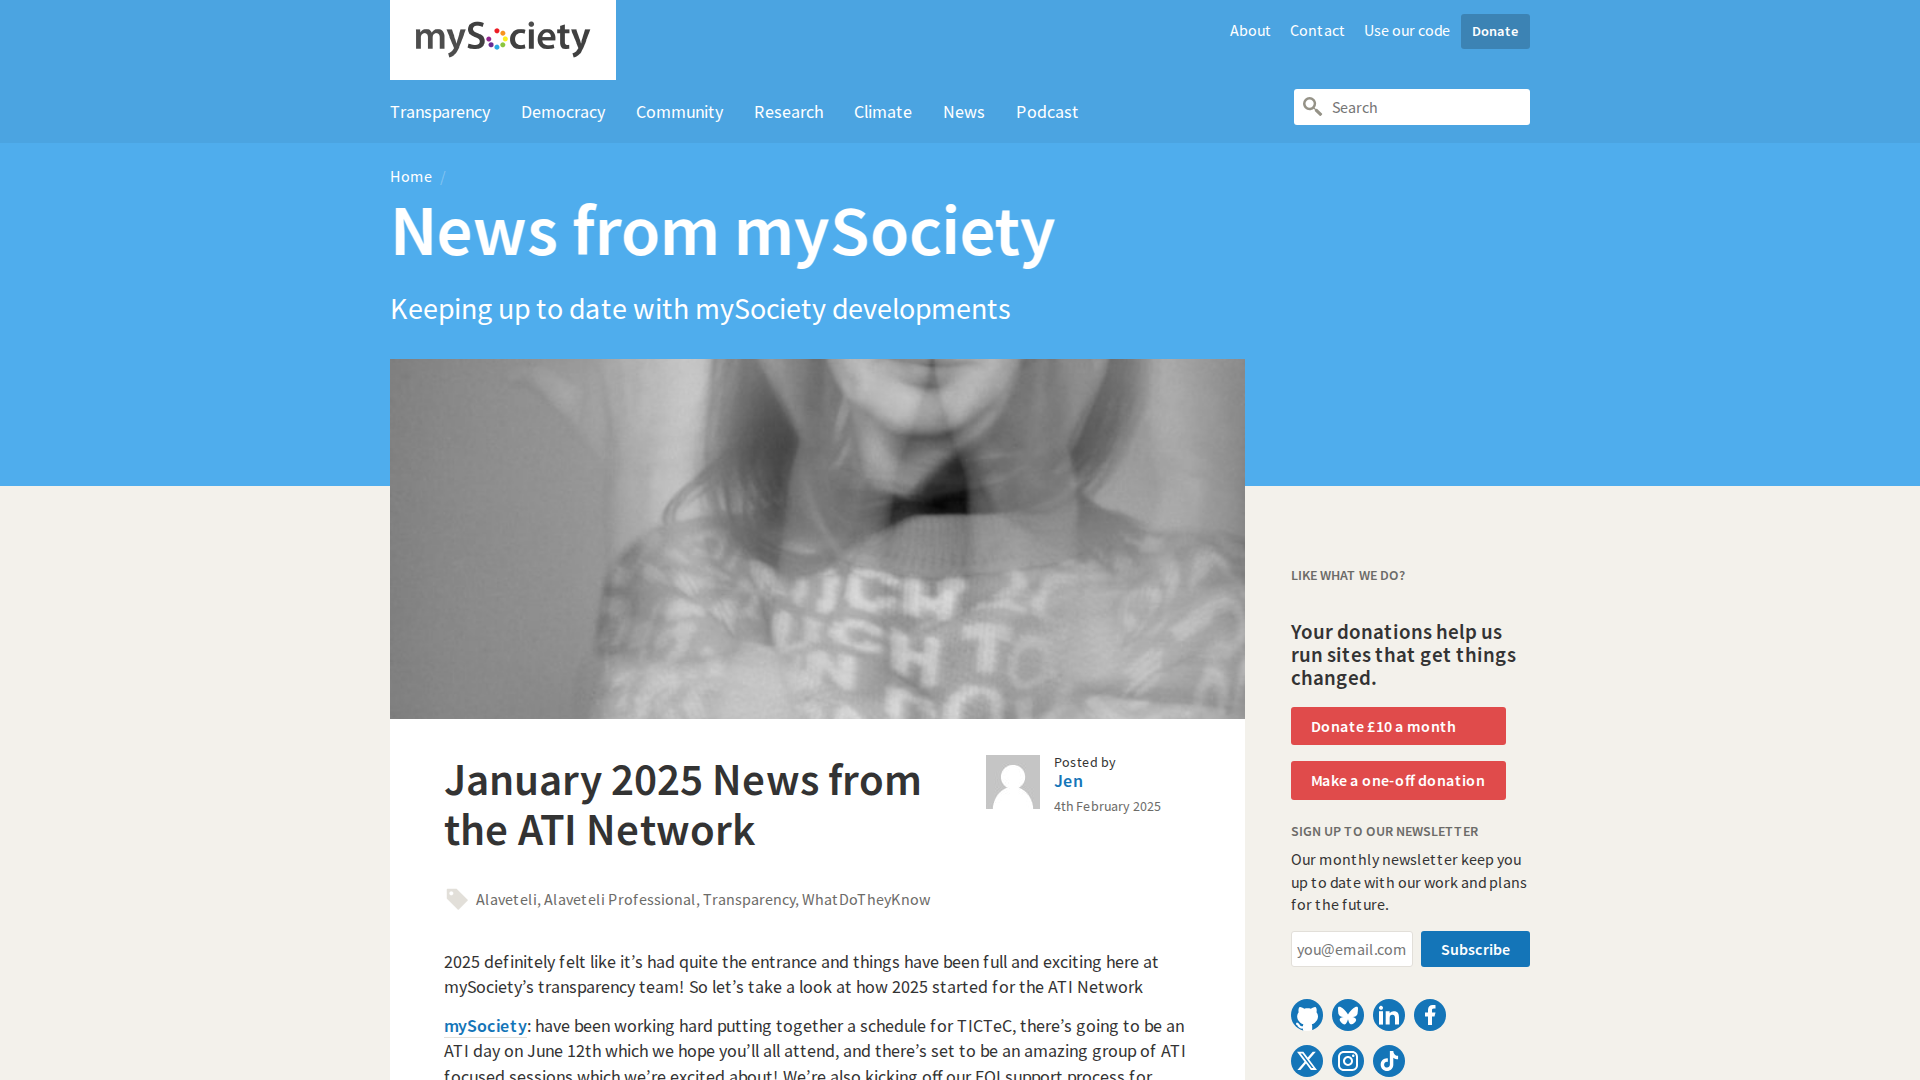 mySociety
About Contact Use our code Donate
Transparency Democracy Community Research Climate News Podcast
Search
Home /
News from mySociety
Keeping up to date with mySociety developments
January 2025 News from
the ATI Network
Posted by
Jen
4th February 2025
Alaveteli, Alaveteli Professional, Transparency, WhatDoTheyKnow
2025 definitely felt like it’s had quite the entrance and things have been full and exciting here at
mySociety’s transparency team! So let’s take a look at how 2025 started for the ATI Network
mySociety: have been working hard putting together a schedule for TICTeC, there’s going to be an
ATI day on June 12th which we hope you’ll all attend, and there’s set to be an amazing group of ATI
focused sessions which we’re excited about! We’re also kicking off our FOI support process for
LIKE WHAT WE DO?
Your donations help us
run sites that get things
changed.
Donate £10 a month
Make a one-off donation
SIGN UP TO OUR NEWSLETTER
Our monthly newsletter keep you
up to date with our work and plans
for the future.
you@email.com Subscribe